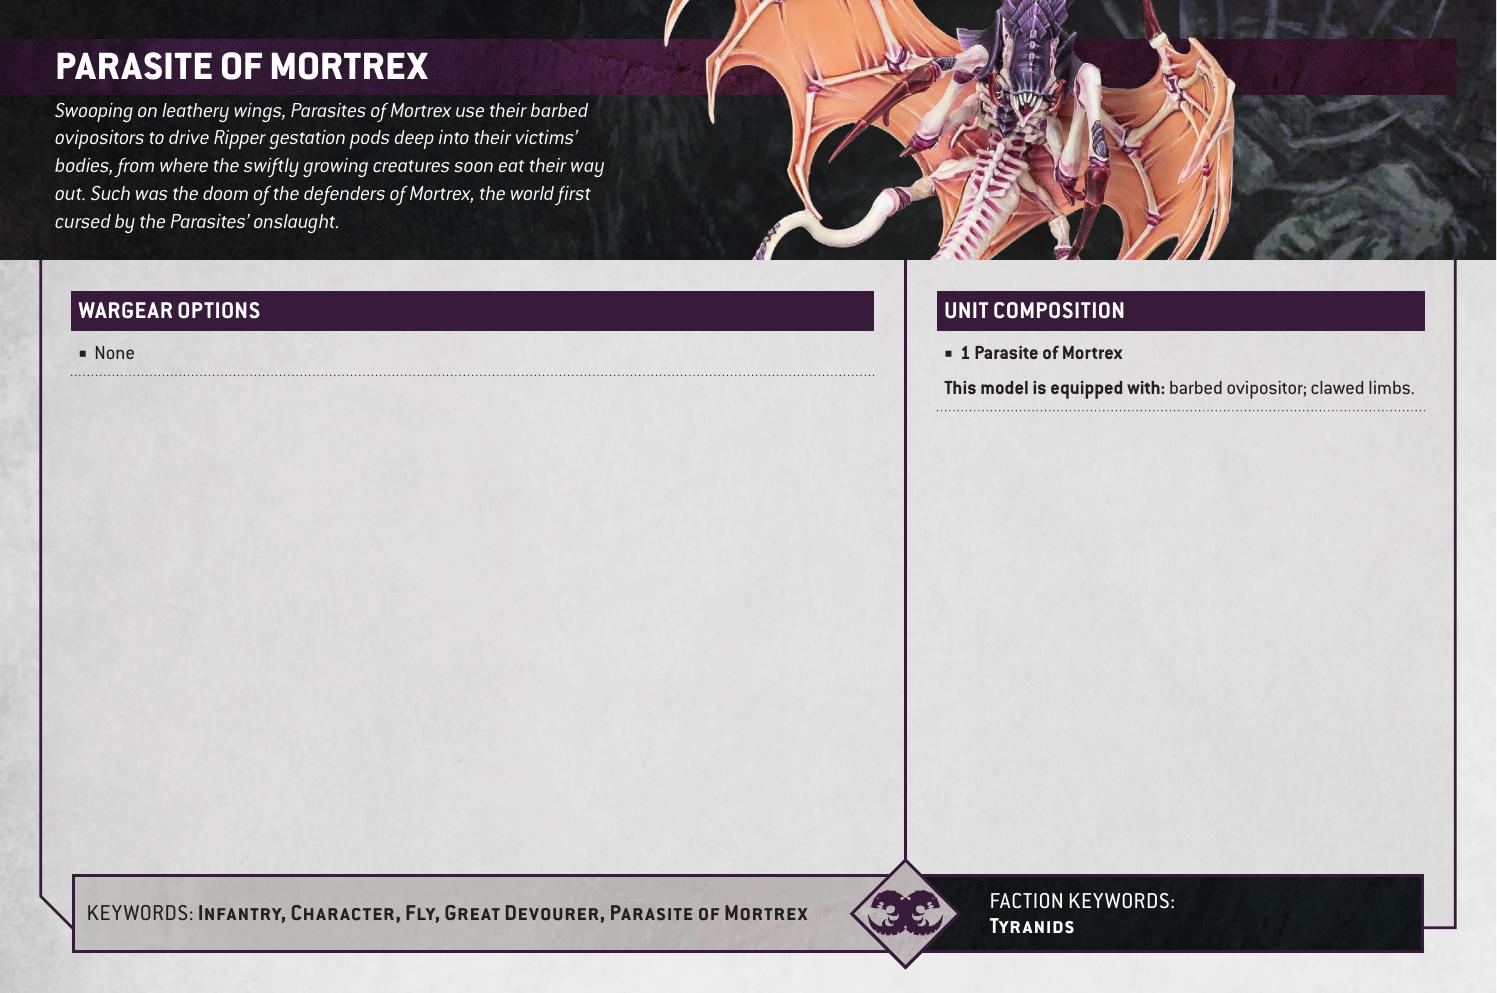 PARASITE OF MORTREX
Swooping on leathery wings, Parasites of Mortrex use their barbed
ovipositors to drive Ripper gestation pods deep into their victims’
bodies, from where the swiftly growing creatures soon eat their way
out. Such was the doom of the defenders of Mortrex, the world first
cursed by the Parasites’ onslaught.
WARGEAR OPTIONS
▪ None
UNIT COMPOSITION
▪ 1 Parasite of Mortrex
This model is equipped with: barbed ovipositor; clawed limbs.
KEYWORDS: Infantry, Character, Fly, Great Devourer, Parasite of Mortrex
FACTION KEYWORDS:
Tyranids